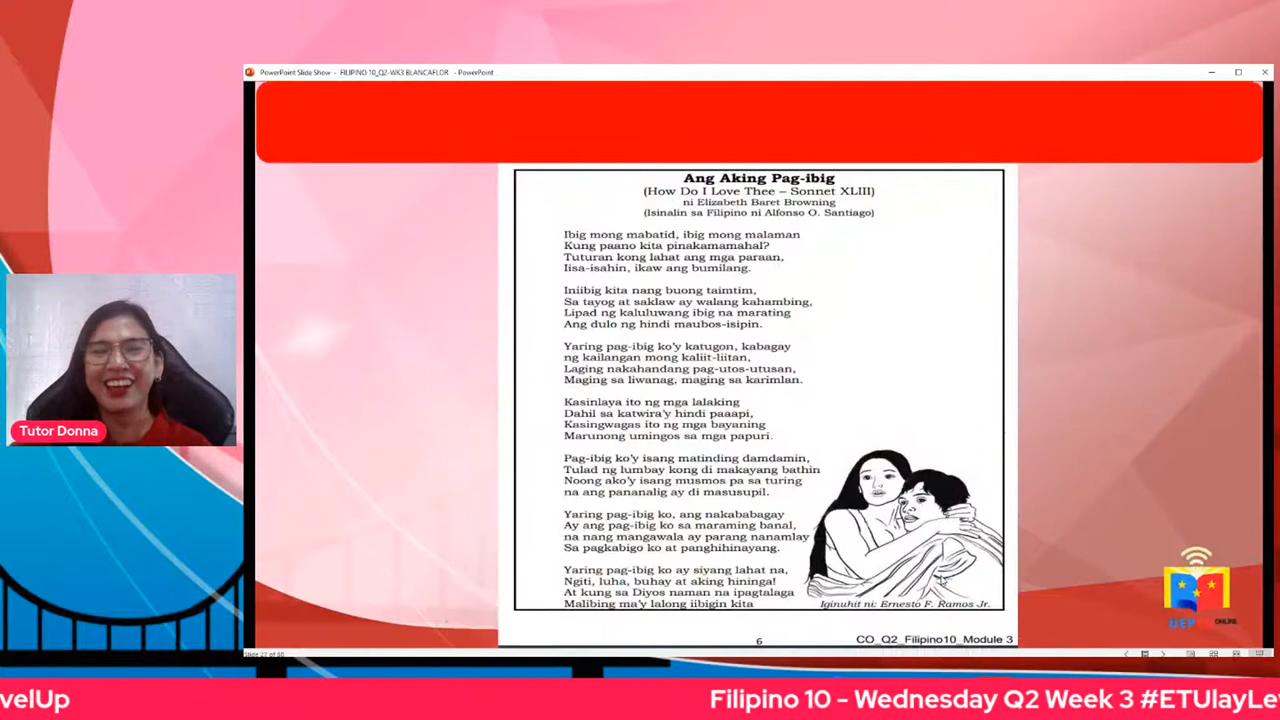 PowerPoint Slide Show - FILIPINO 10_Q2-WK3 BLANCAFLOR - PowerPoint
Ang Aking Pag-ibig
(How Do I Love Thee – Sonnet XLIII)
ni Elizabeth Baret Browning
(Isinalin sa Filipino ni Alfonso O. Santiago)
Ibig mong mabatid, ibig mong malaman
Kung paano kita pinakamamahal?
Tuturan kong lahat ang mga paraan,
Iisa-isahin, ikaw ang bumilang.
Iniibig kita nang buong taimtim,
Sa tayog at saklaw ay walang kahambing,
Lipad ng kaluluwang ibig na marating
Ang dulo ng hindi maubos-isipin.
Yaring pag-ibig ko'y katugon, kabagay
ng kailangan mong kaliit-liitan,
Laging nakahandang pag-utos-utusan,
Maging sa liwanag, maging sa karimlan.
Kasinlaya ito ng mga lalaking
Dahil sa katwira'y hindi paaapi,
Kasingwagas ito ng mga bayaning
Marunong umingos sa mga papuri.
Pag-ibig ko'y isang matinding damdamin,
Tulad ng lumbay kong di makayang bathin
Noong ako'y isang musmos pa sa turing
na ang pananalig ay di masusupil.
Yaring pag-ibig ko, ang nakababagay
Ay ang pag-ibig ko sa maraming banal,
na nang mangawala ay parang nanamlay
Sa pagkabigo ko at panghihinayang.
Yaring pag-ibig ko ay siyang lahat na,
Ngiti, luha, buhay at aking hininga!
At kung sa Diyos naman na ipagtalaga
Malibing ma'y lalong iibigin kita
Iginuhit ni: Ernesto F. Ramos Jr.
6
CO_Q2_Filipino10_Module 3
Tutor Donna
DEP
ONLINE
Slide 27 of 60
velUp
Filipino 10 - Wednesday Q2 Week 3 #ETUlayLe